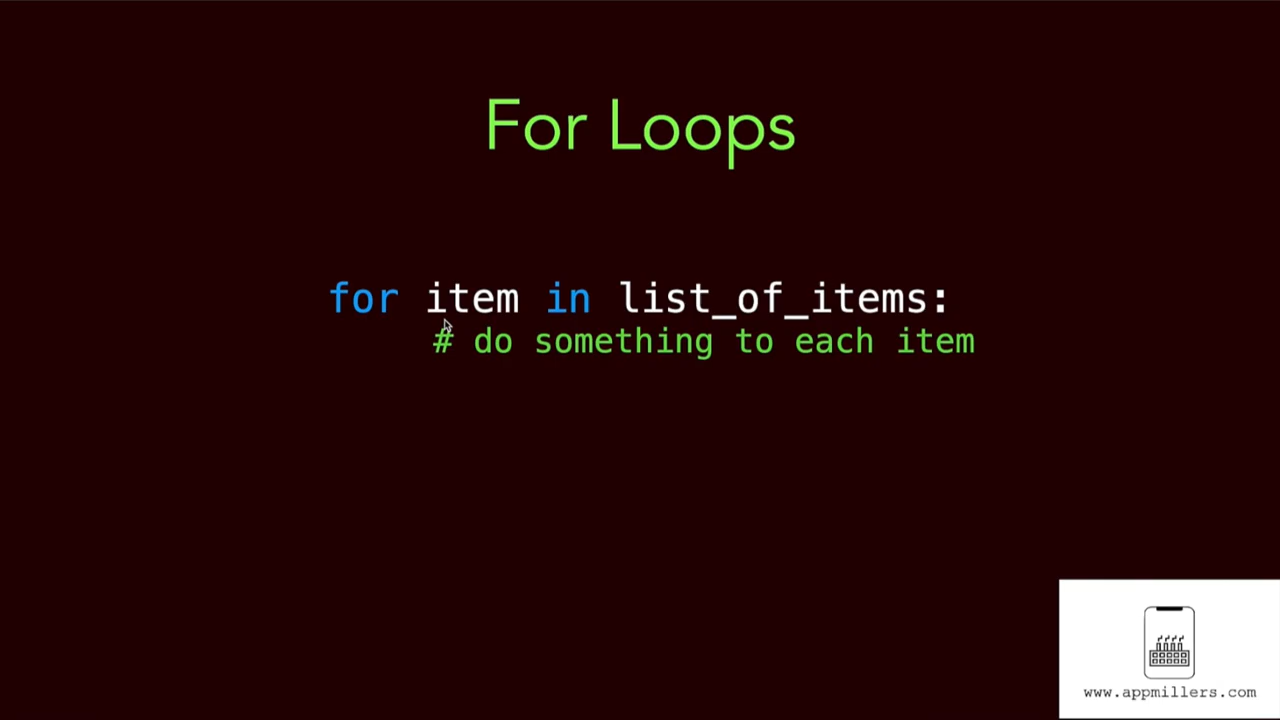 For Loops
for item in list_of_items:
# do something to each item
www.appmillers.com